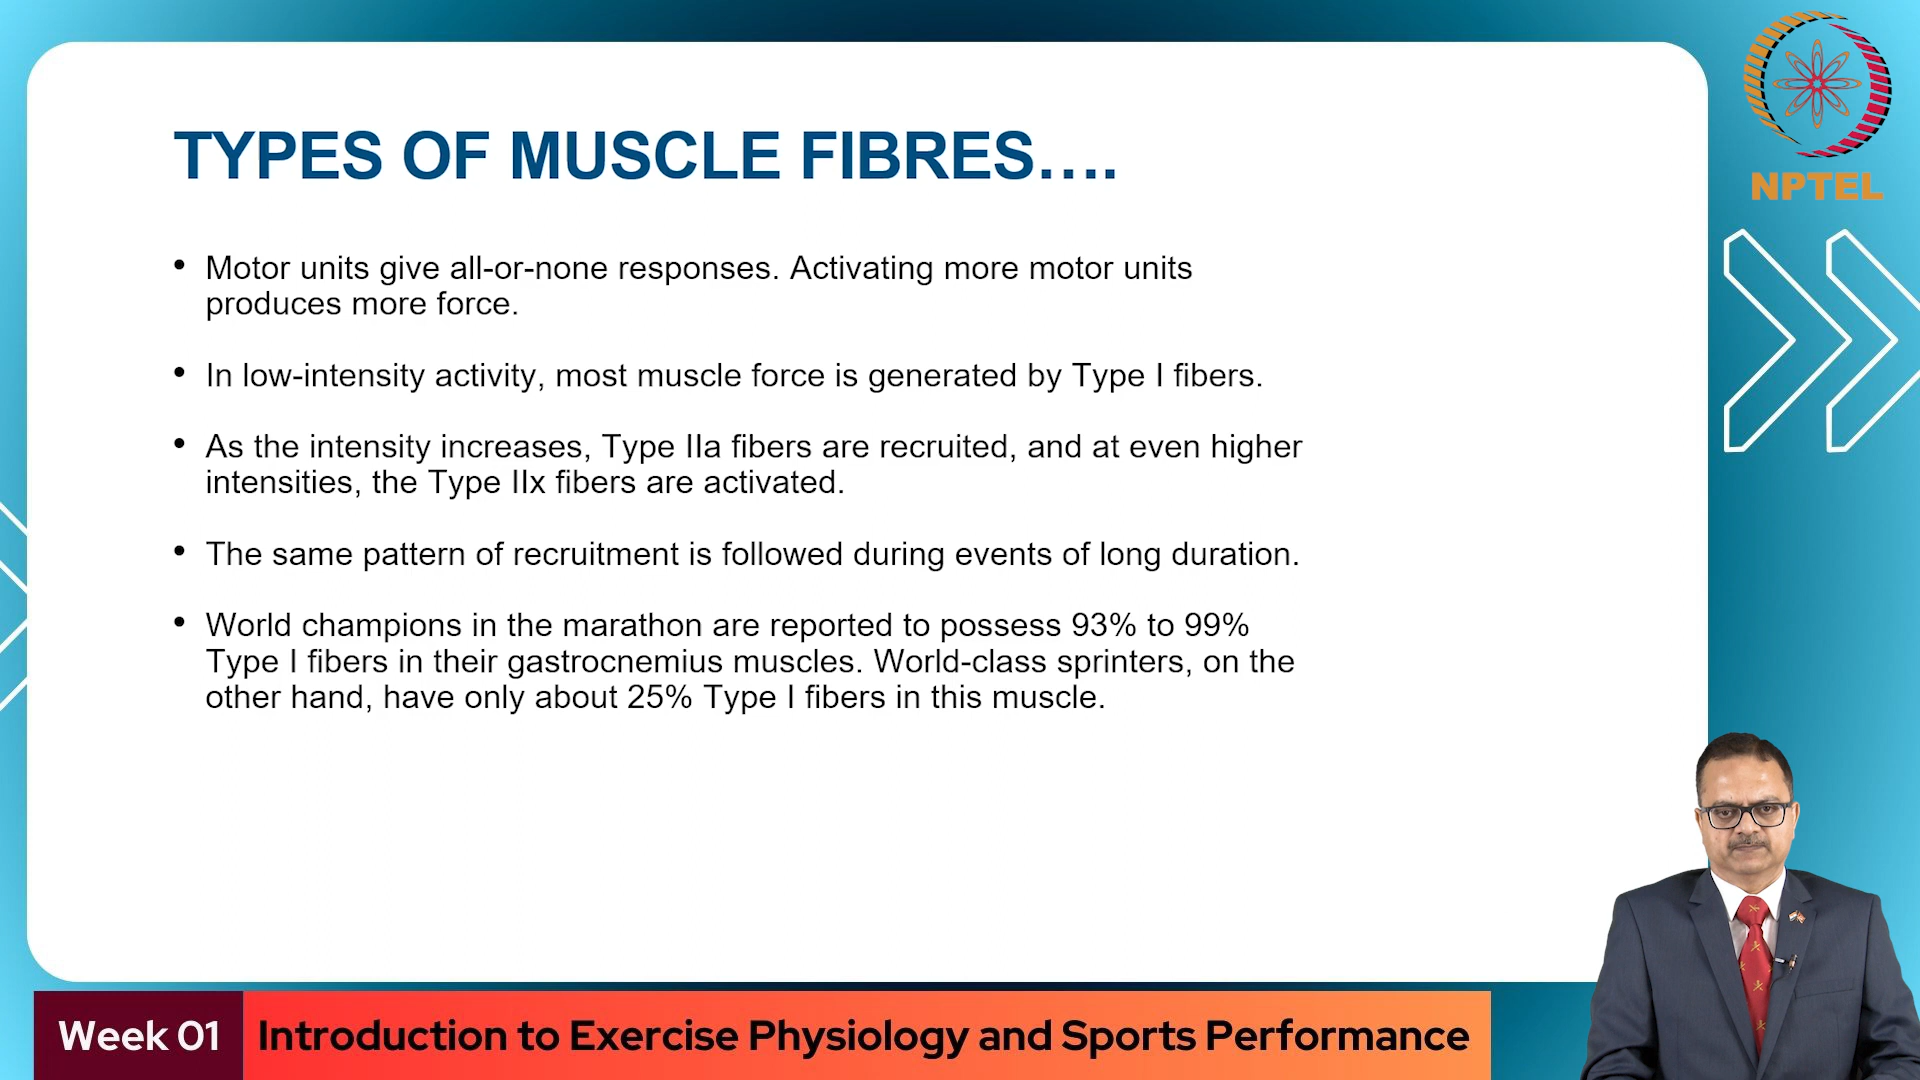 TYPES OF MUSCLE FIBRES….
NPTEL
• Motor units give all-or-none responses. Activating more motor units
produces more force.
• In low-intensity activity, most muscle force is generated by Type I fibers.
• As the intensity increases, Type IIa fibers are recruited, and at even higher
intensities, the Type IIx fibers are activated.
• The same pattern of recruitment is followed during events of long duration.
• World champions in the marathon are reported to possess 93% to 99%
Type I fibers in their gastrocnemius muscles. World-class sprinters, on the
other hand, have only about 25% Type I fibers in this muscle.
Week 01 Introduction to Exercise Physiology and Sports Performance